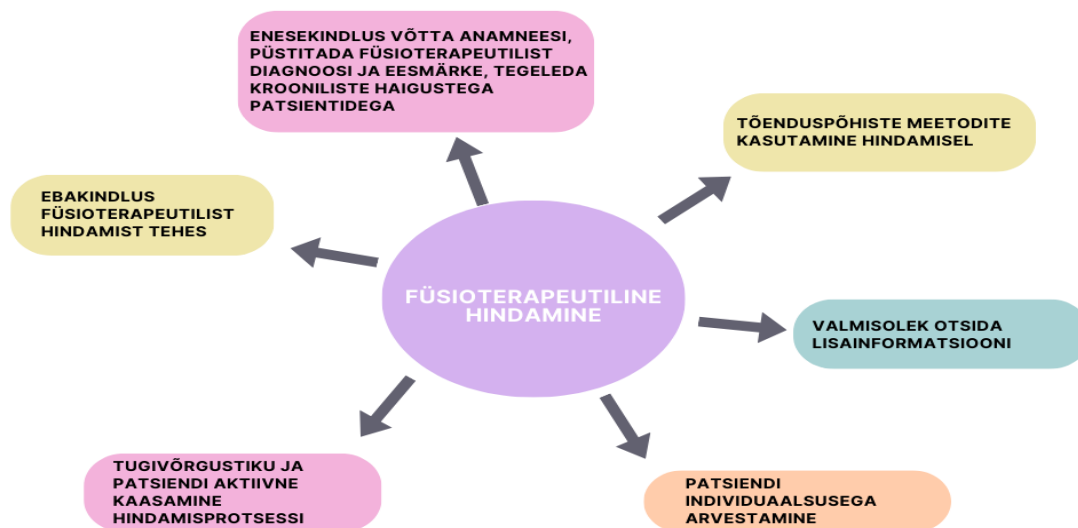 ENESEKINDLUS VÕTTA ANAMNEESI,
PÜSTITADA FÜSIOTERAPEUTILIST
DIAGNOOSI JA EESMÄRKE, TEGELEDA
KROONILISTE HAIGUSTEGA
PATSIENTIDEGA
TÕENDUSPÕHISTE MEETODITE
KASUTAMINE HINDAMISEL
EBAKINDLUS
FÜSIOTERAPEUTILIST
HINDAMIST TEHES
FÜSIOTERAPEUTILINE
HINDAMINE
VALMISOLEK OTSIDA
LISAINFORMATSIOONI
TUGIVÕRGUSTIKU JA
PATSIENDI AKTIIVNE
KAASAMINE
HINDAMISPROTSESSI
PATSIENDI
INDIVIDUAALSUSEGA
ARVESTAMINE